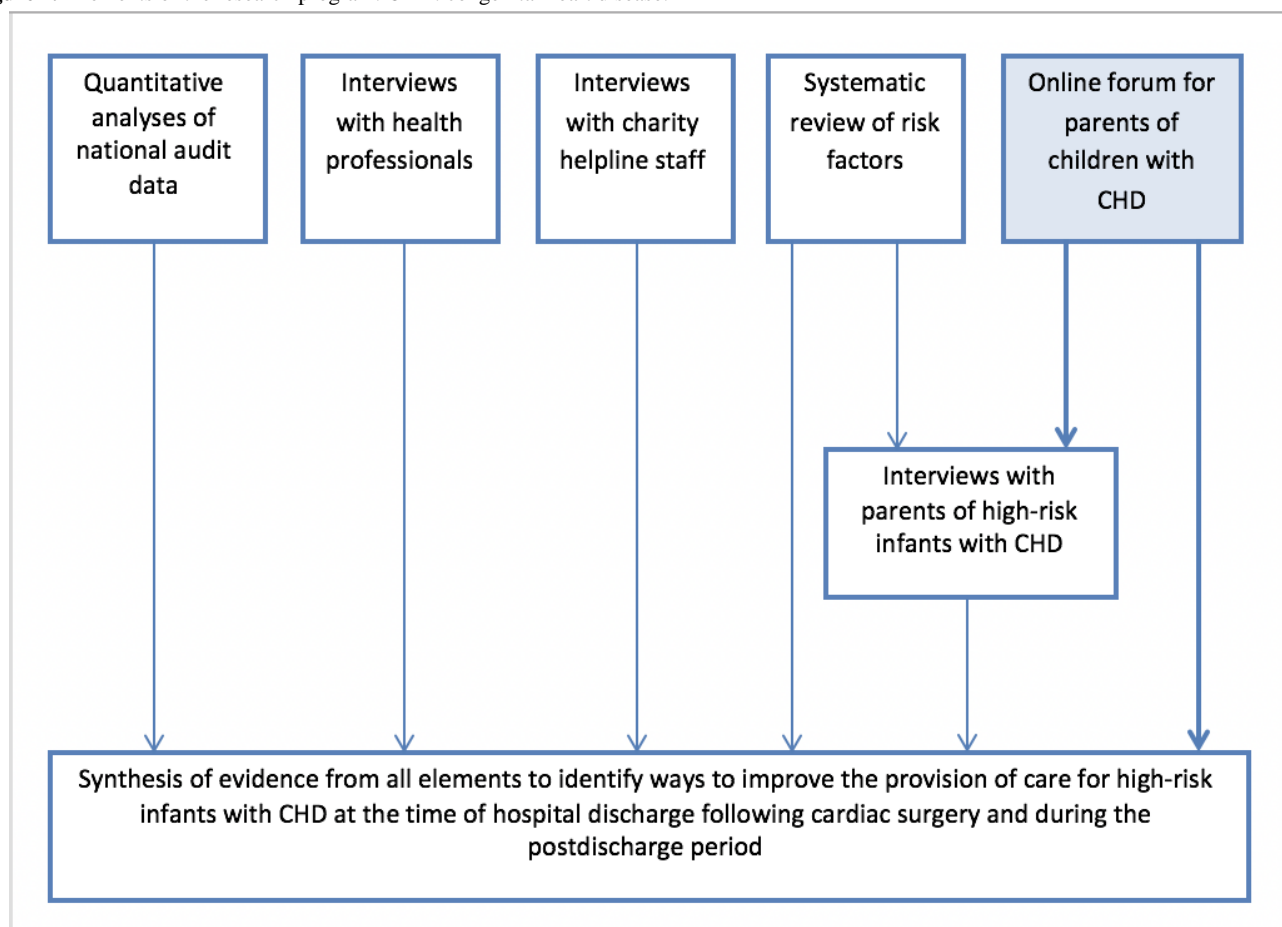 Quantitative
analyses of
national audit
data
Interviews
with health
professionals
Interviews
with charity
helpline staff
Systematic
review of risk
factors
Online forum for
parents of
children with
CHD
Interviews with
parents of high-risk
infants with CHD
Synthesis of evidence from all elements to identify ways to improve the provision of care for high-risk
infants with CHD at the time of hospital discharge following cardiac surgery and during the
postdischarge period